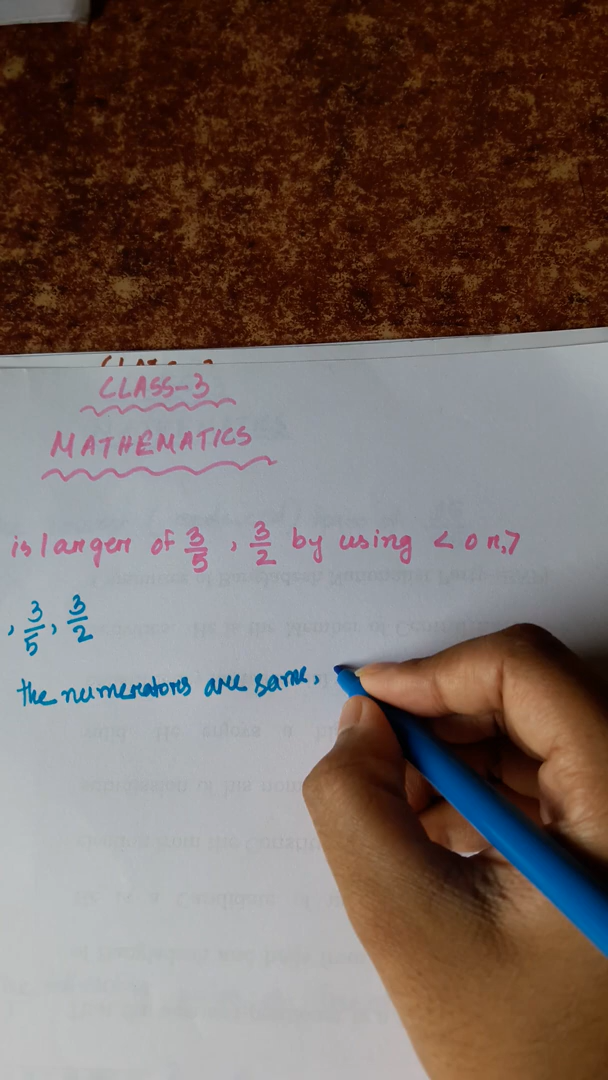 CLASS-3
MATHEMATICS
is larger of 3/5, 3/2 by using < or, >
, 3/5, 3/2
the numerators are same,